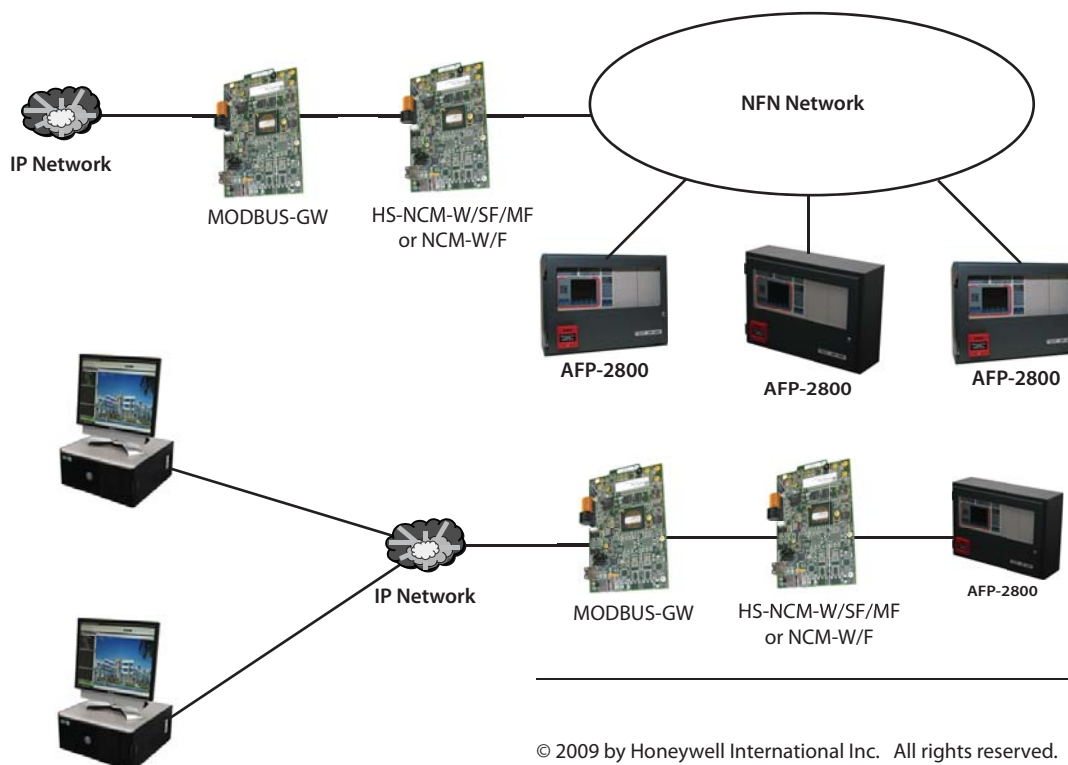 NFN Network
IP Network
MODBUS-GW
HS-NCM-W/SF/MF
or NCM-W/F
AFP-2800
AFP-2800
AFP-2800
IP Network
MODBUS-GW
HS-NCM-W/SF/MF
or NCM-W/F
AFP-2800
© 2009 by Honeywell International Inc. All rights reserved.